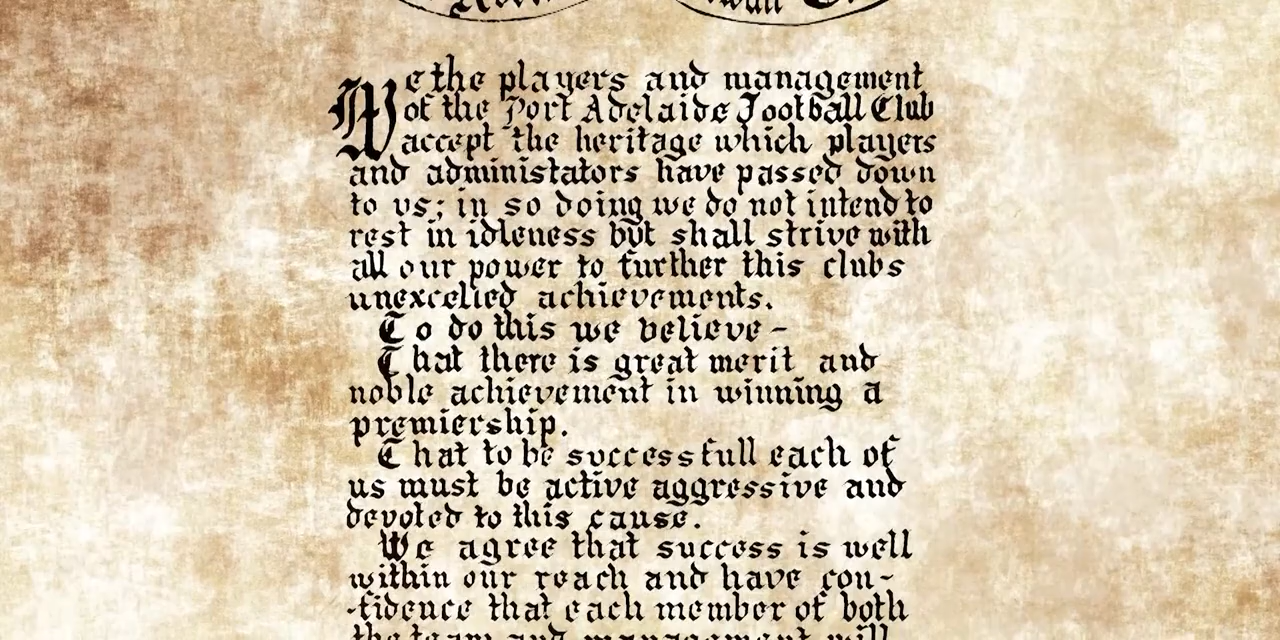 We the players and management
of the Port Adelaide Football Club
accept the heritage which players
and administators have passed down
to us; in so doing we do not intend to
rest in idleness but shall strive with
all our power to further this clubs
unexcelled achievements.
To do this we believe -
That there is great merit and
noble achievement in winning a
premiership.
That to be successfull each of
us must be active aggressive and
devoted to this cause.
We agree that success is well
within our reach and have con-
-fidence that each member of both
the team and management will